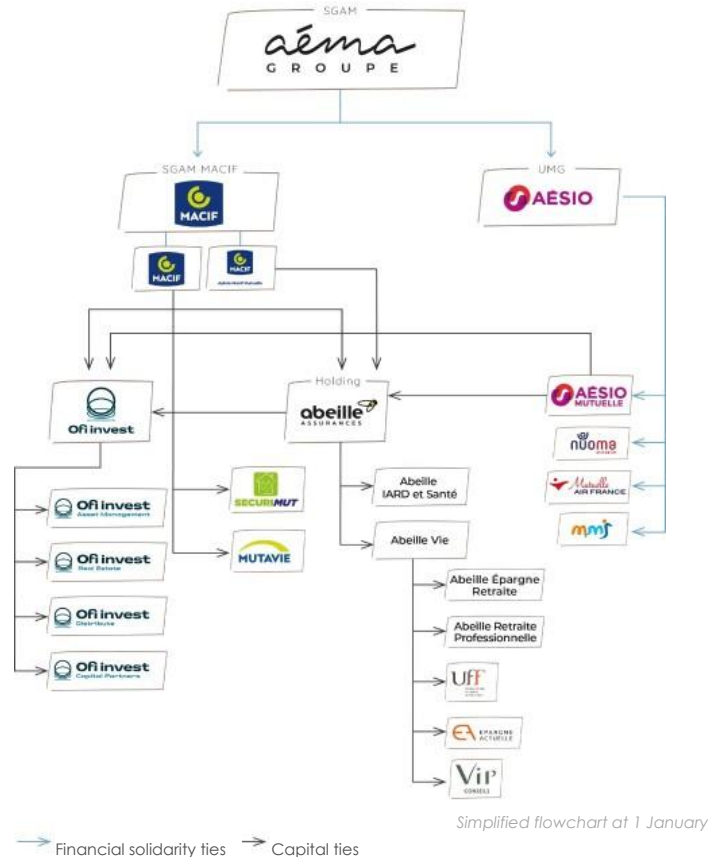 SGAM
aéma
GROUPE
SGAM MACIF
MACIF
UMG
AÉSIO
MACIF
MACIF
Holding
Ofi invest
abeille
ASSURANCES
AÉSIO
MUTUELLE
nuoma
Mutuelle
AIR FRANCE
mmj
SECURIMUT
MUTAVIE
Abeille
IARD et Santé
Abeille Vie
Ofi invest
Asset Management
Ofi invest
Real Estate
Ofi invest
Distribute
Ofi invest
Capital Partners
Abeille Épargne
Retraite
Abeille Retraite
Professionnelle
Uff
EA EPARGNE
ACTUELLE
Vip
CONSEILS
Simplified flowchart at 1 January
Financial solidarity ties Capital ties